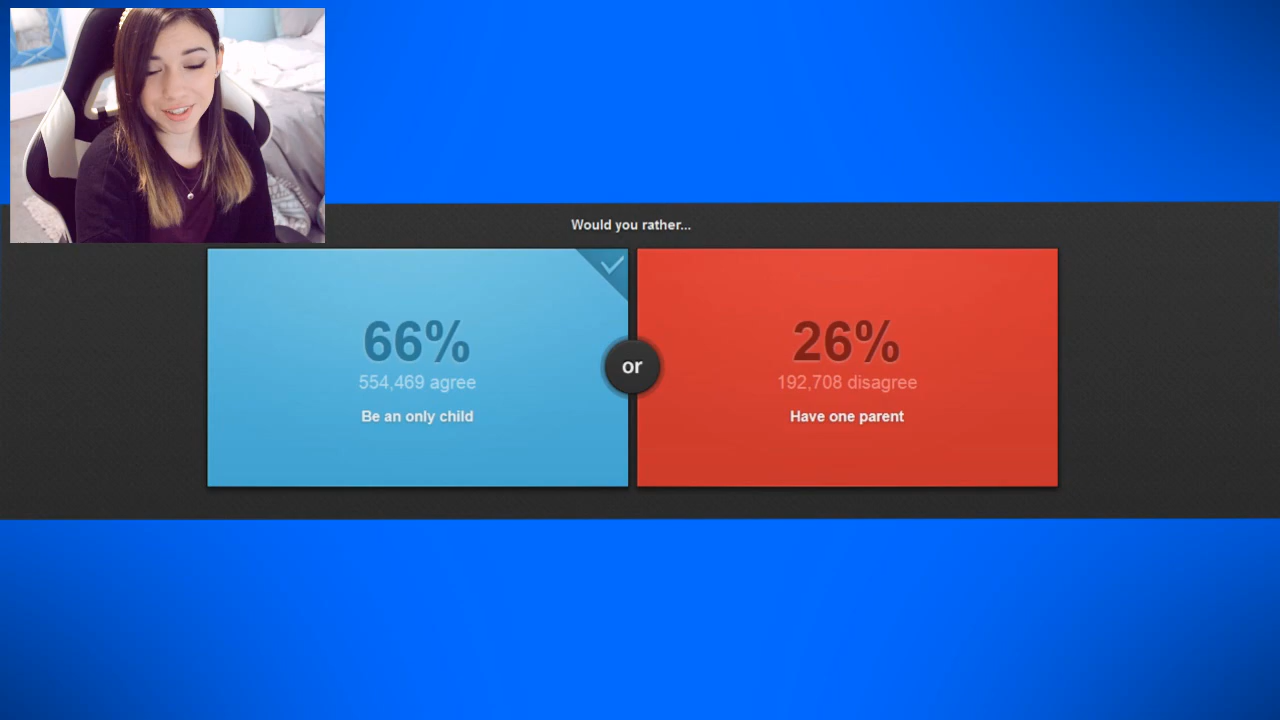 Would you rather...
66%
554,469 agree
Be an only child
or
26%
192,708 disagree
Have one parent